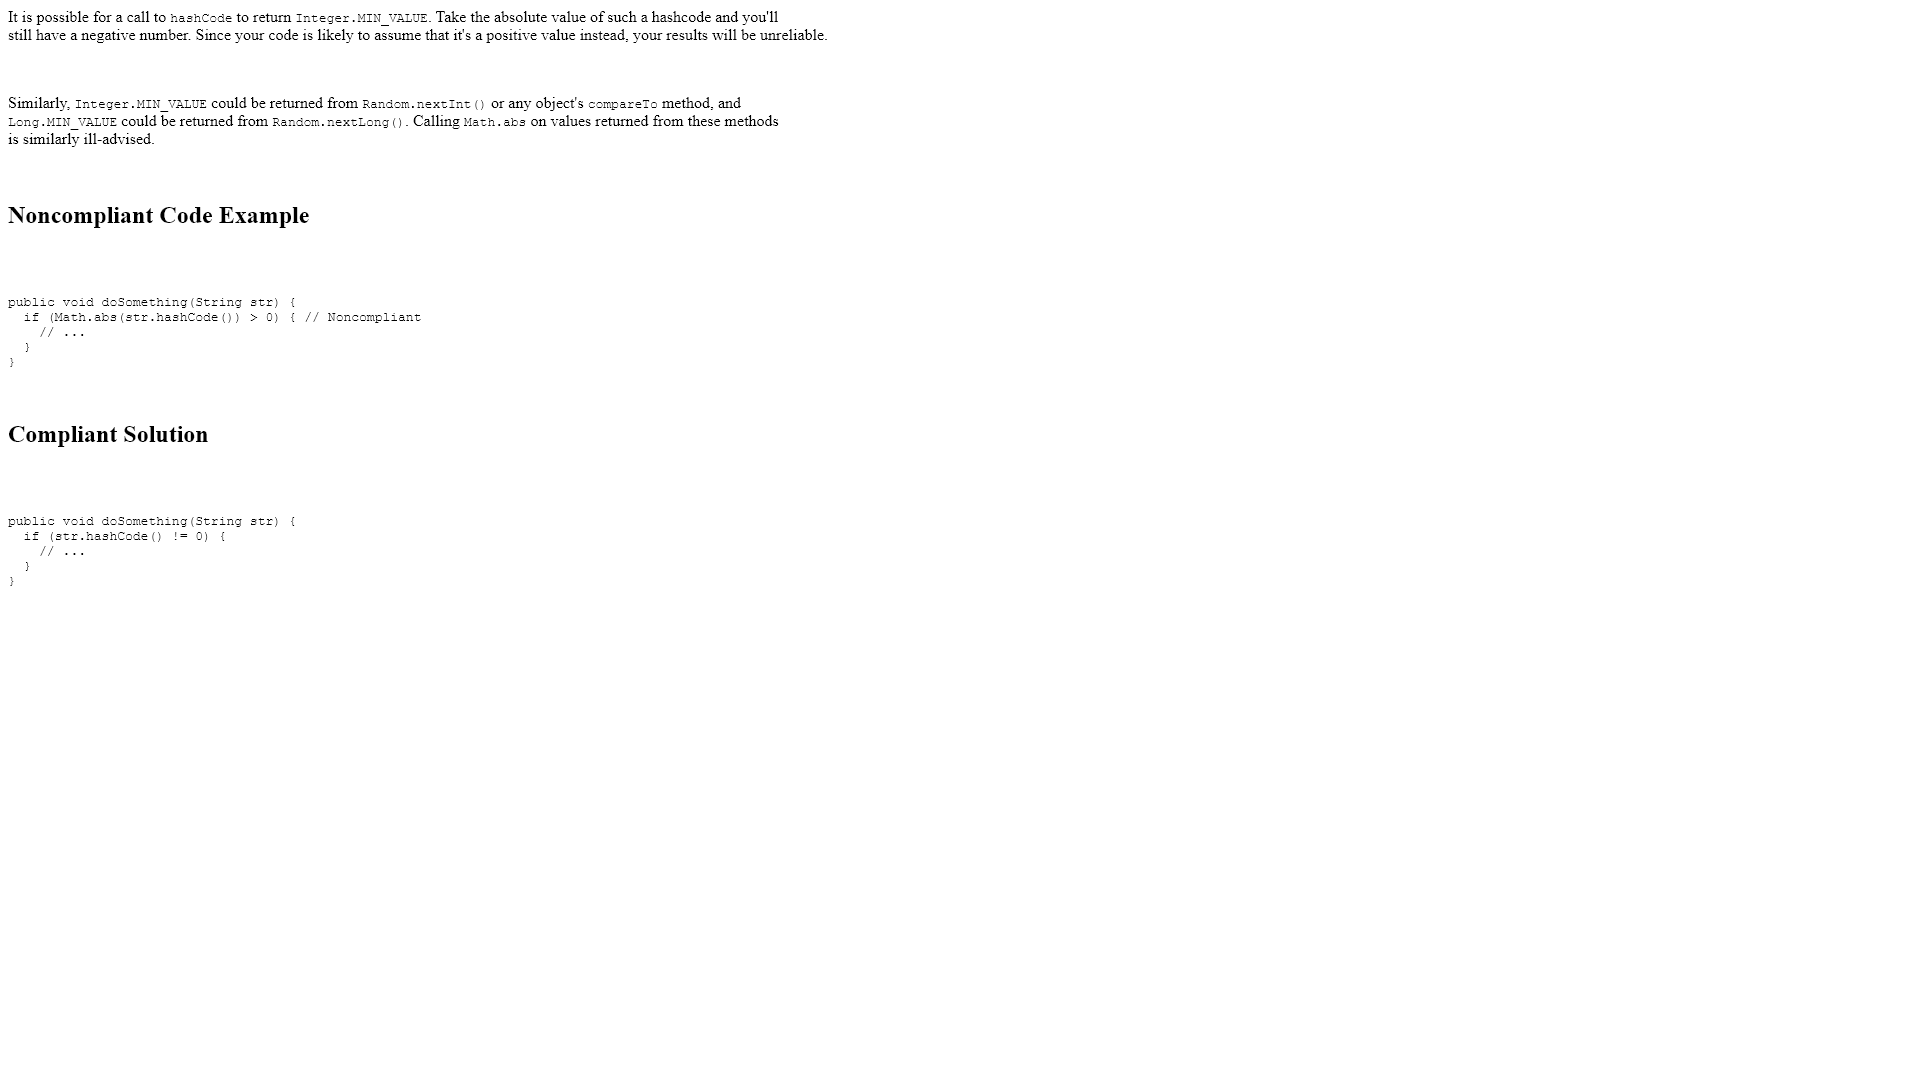 It is possible for a call to hashCode to return Integer.MIN_VALUE. Take the absolute value of such a hashcode and you'll
still have a negative number. Since your code is likely to assume that it's a positive value instead, your results will be unreliable.
Similarly, Integer.MIN_VALUE could be returned from Random.nextInt() or any object's compareTo method, and
Long.MIN_VALUE could be returned from Random.nextLong(). Calling Math.abs on values returned from these methods
is similarly ill-advised.
Noncompliant Code Example
public void doSomething(String str) {
  if (Math.abs(str.hashCode()) > 0) { // Noncompliant
    // ...
  }
}
Compliant Solution
public void doSomething(String str) {
  if (str.hashCode() != 0) {
    // ...
  }
}